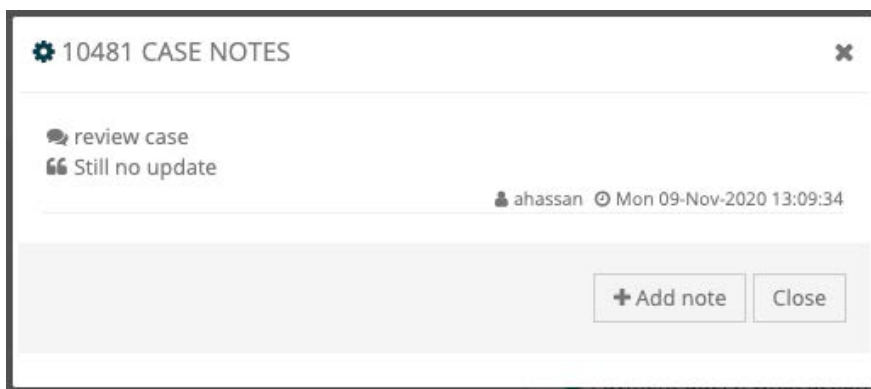 10481 CASE NOTES
review case
Still no update
ahassan Mon 09-Nov-2020 13:09:34
Add note Close